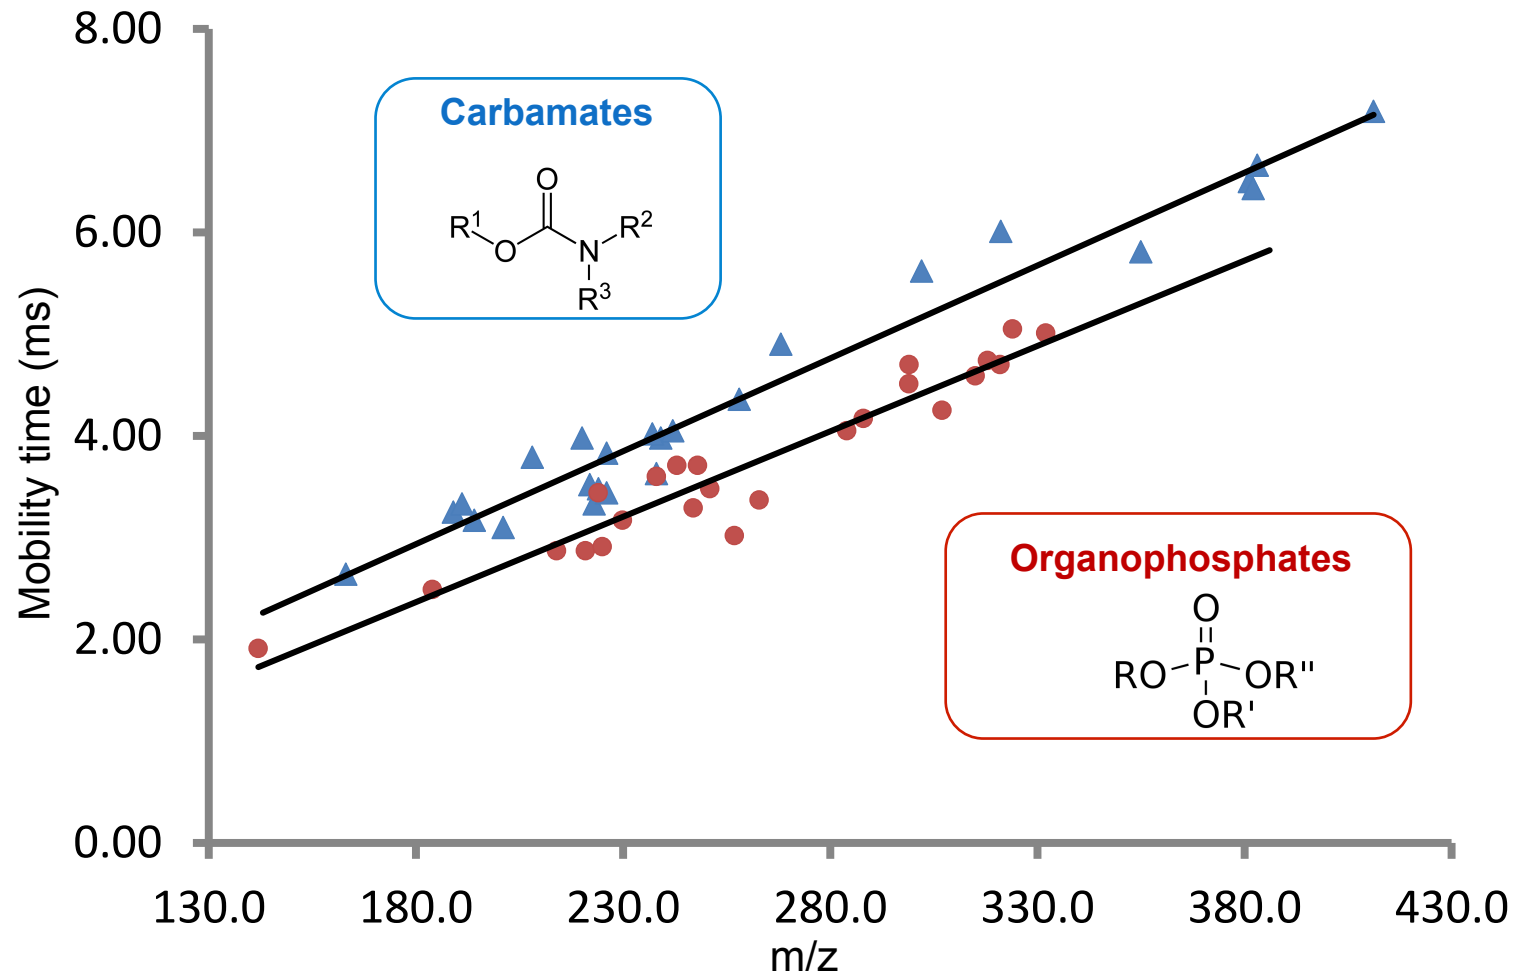 8.00
6.00
4.00
2.00
0.00
Mobility time (ms)
Carbamates
O
R¹
O
N
R²
R³
Organophosphates
O
RO
P
OR"
OR'
130.0 180.0 230.0 280.0 330.0 380.0 430.0
m/z